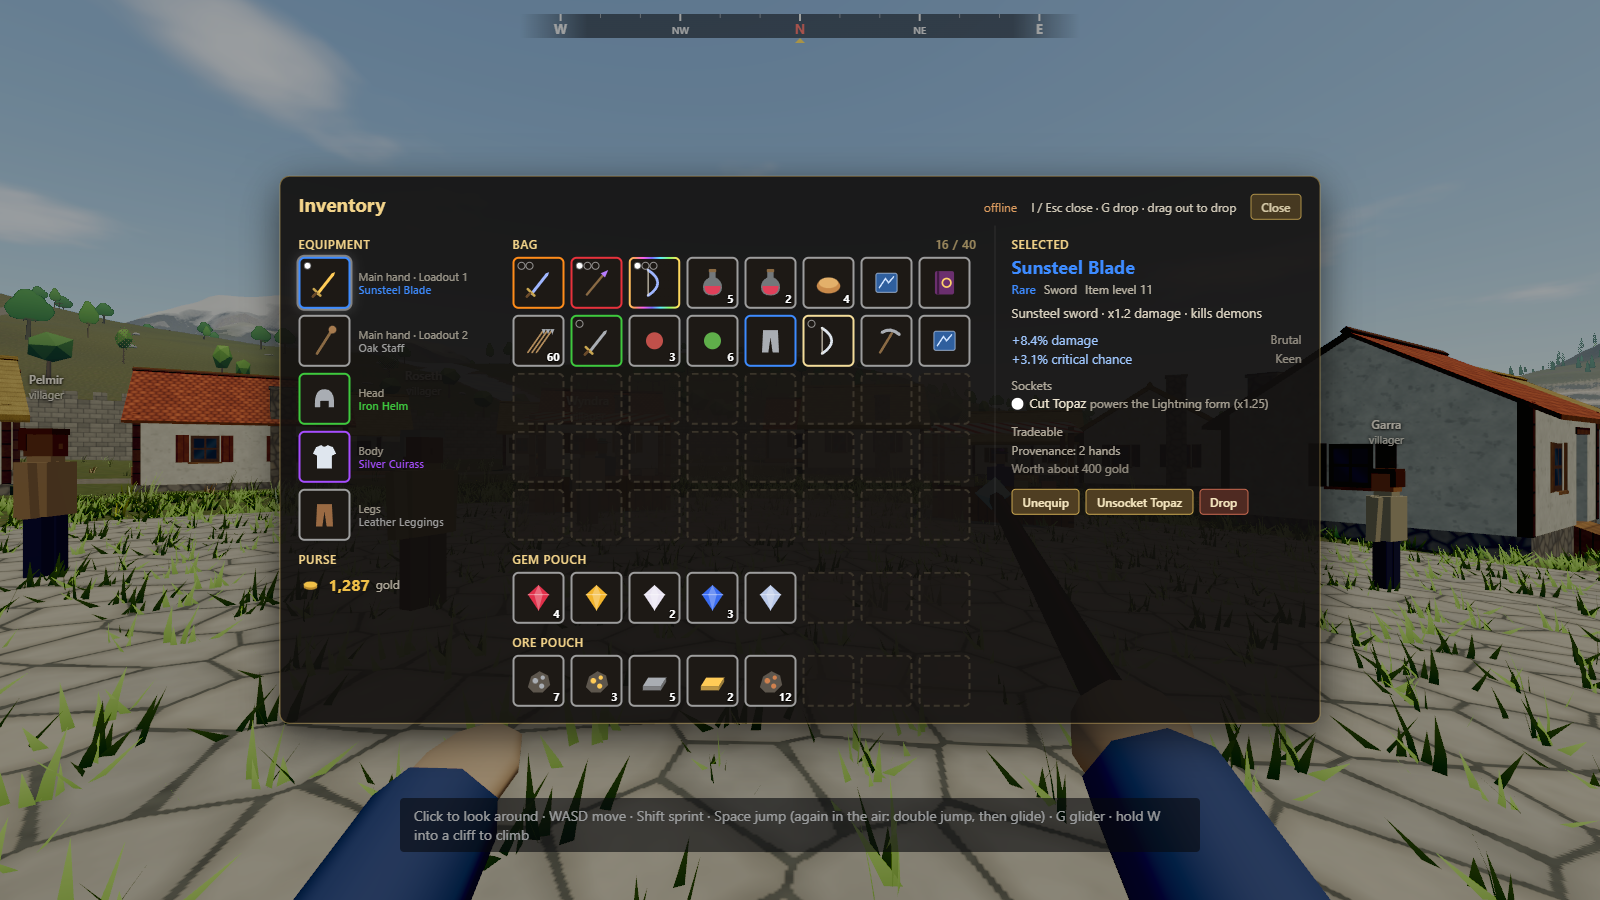 W NW N NE E
Inventory
offline I / Esc close · G drop · drag out to drop Close
EQUIPMENT
Main hand · Loadout 1
Sunsteel Blade
Main hand · Loadout 2
Oak Staff
Head
Iron Helm
Body
Silver Cuirass
Legs
Leather Leggings
PURSE
1,287 gold
BAG 16 / 40
5 2 4
60 3 6
GEM POUCH
4 2 3
ORE POUCH
7 3 5 2 12
SELECTED
Sunsteel Blade
Rare Sword Item level 11
Sunsteel sword · x1.2 damage · kills demons
+8.4% damage Brutal
+3.1% critical chance Keen
Sockets
Cut Topaz powers the Lightning form (x1.25)
Tradeable
Provenance: 2 hands
Worth about 400 gold
Unequip Unsocket Topaz Drop
Pelmir
villager
Garra
villager
Click to look around · WASD move · Shift sprint · Space jump (again in the air: double jump, then glide) · G glider · hold W
into a cliff to climb